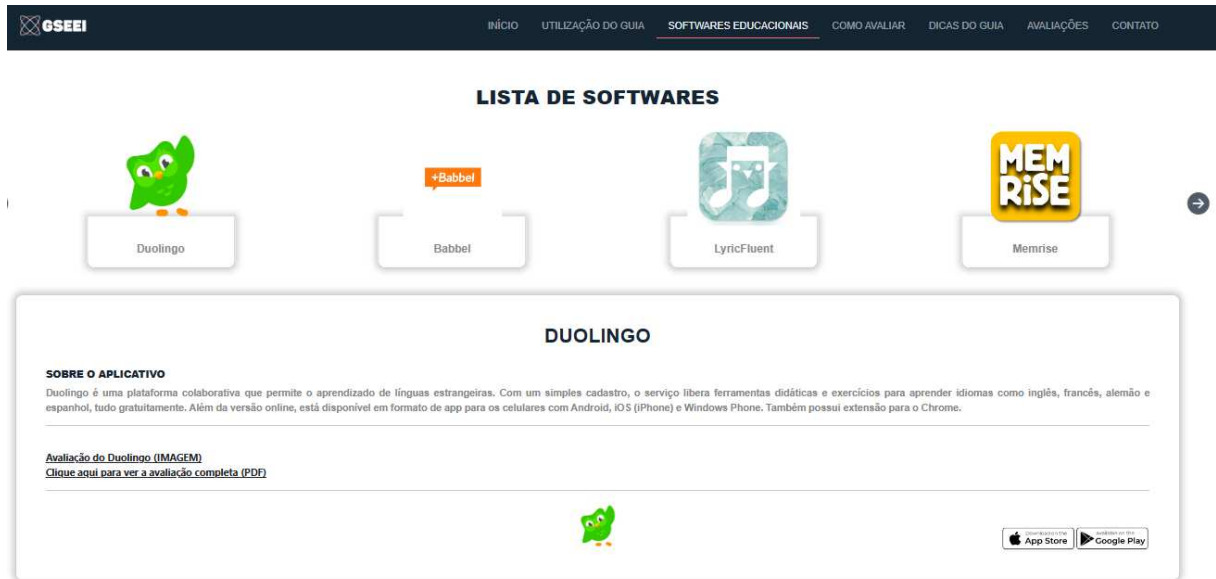 GSEEI
INÍCIO UTILIZAÇÃO DO GUIA SOFTWARES EDUCACIONAIS COMO AVALIAR DICAS DO GUIA AVALIAÇÕES CONTATO
LISTA DE SOFTWARES
+Babbel
MEM
RiSE
Duolingo Babbel LyricFluent Memrise
DUOLINGO
SOBRE O APLICATIVO
Duolingo é uma plataforma colaborativa que permite o aprendizado de línguas estrangeiras. Com um simples cadastro, o serviço libera ferramentas didáticas e exercícios para aprender idiomas como inglês, francês, alemão e
espanhol, tudo gratuitamente. Além da versão online, está disponível em formato de app para os celulares com Android, iOS (iPhone) e Windows Phone. Também possui extensão para o Chrome.
Avaliação do Duolingo (IMAGEM)
Clique aqui para ver a avaliação completa (PDF)
App Store Google Play